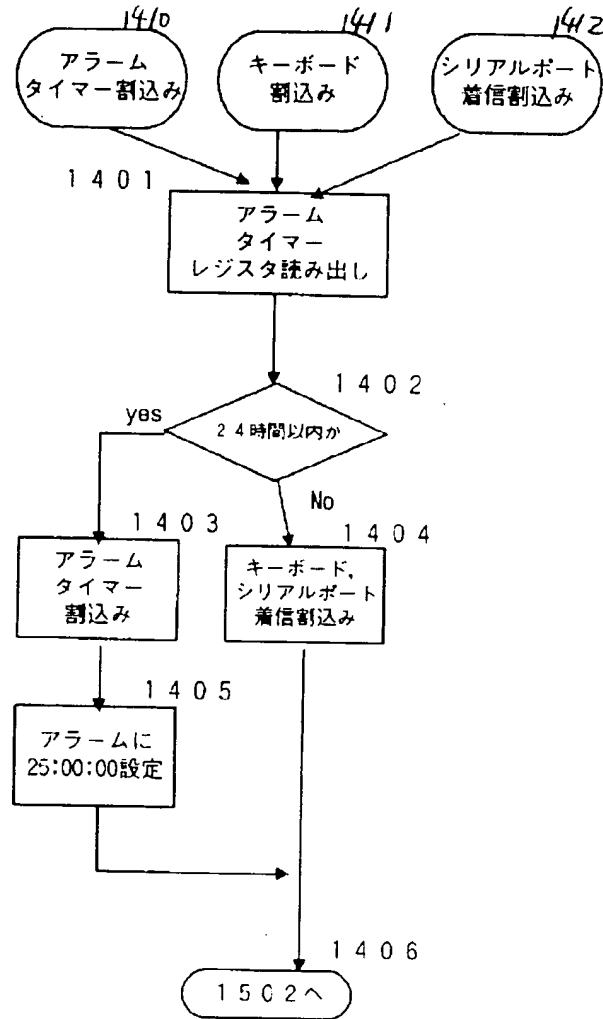 1410
アラーム
タイマー割込み
1411
キーボード
割込み
1412
シリアルポート
着信割込み
1401
アラーム
タイマー
レジスタ読み出し
1402
24時間以内か
yes
No
1403
アラーム
タイマー
割込み
1404
キーボード,
シリアルポート
着信割込み
1405
アラームに
25:00:00設定
1406
1502へ